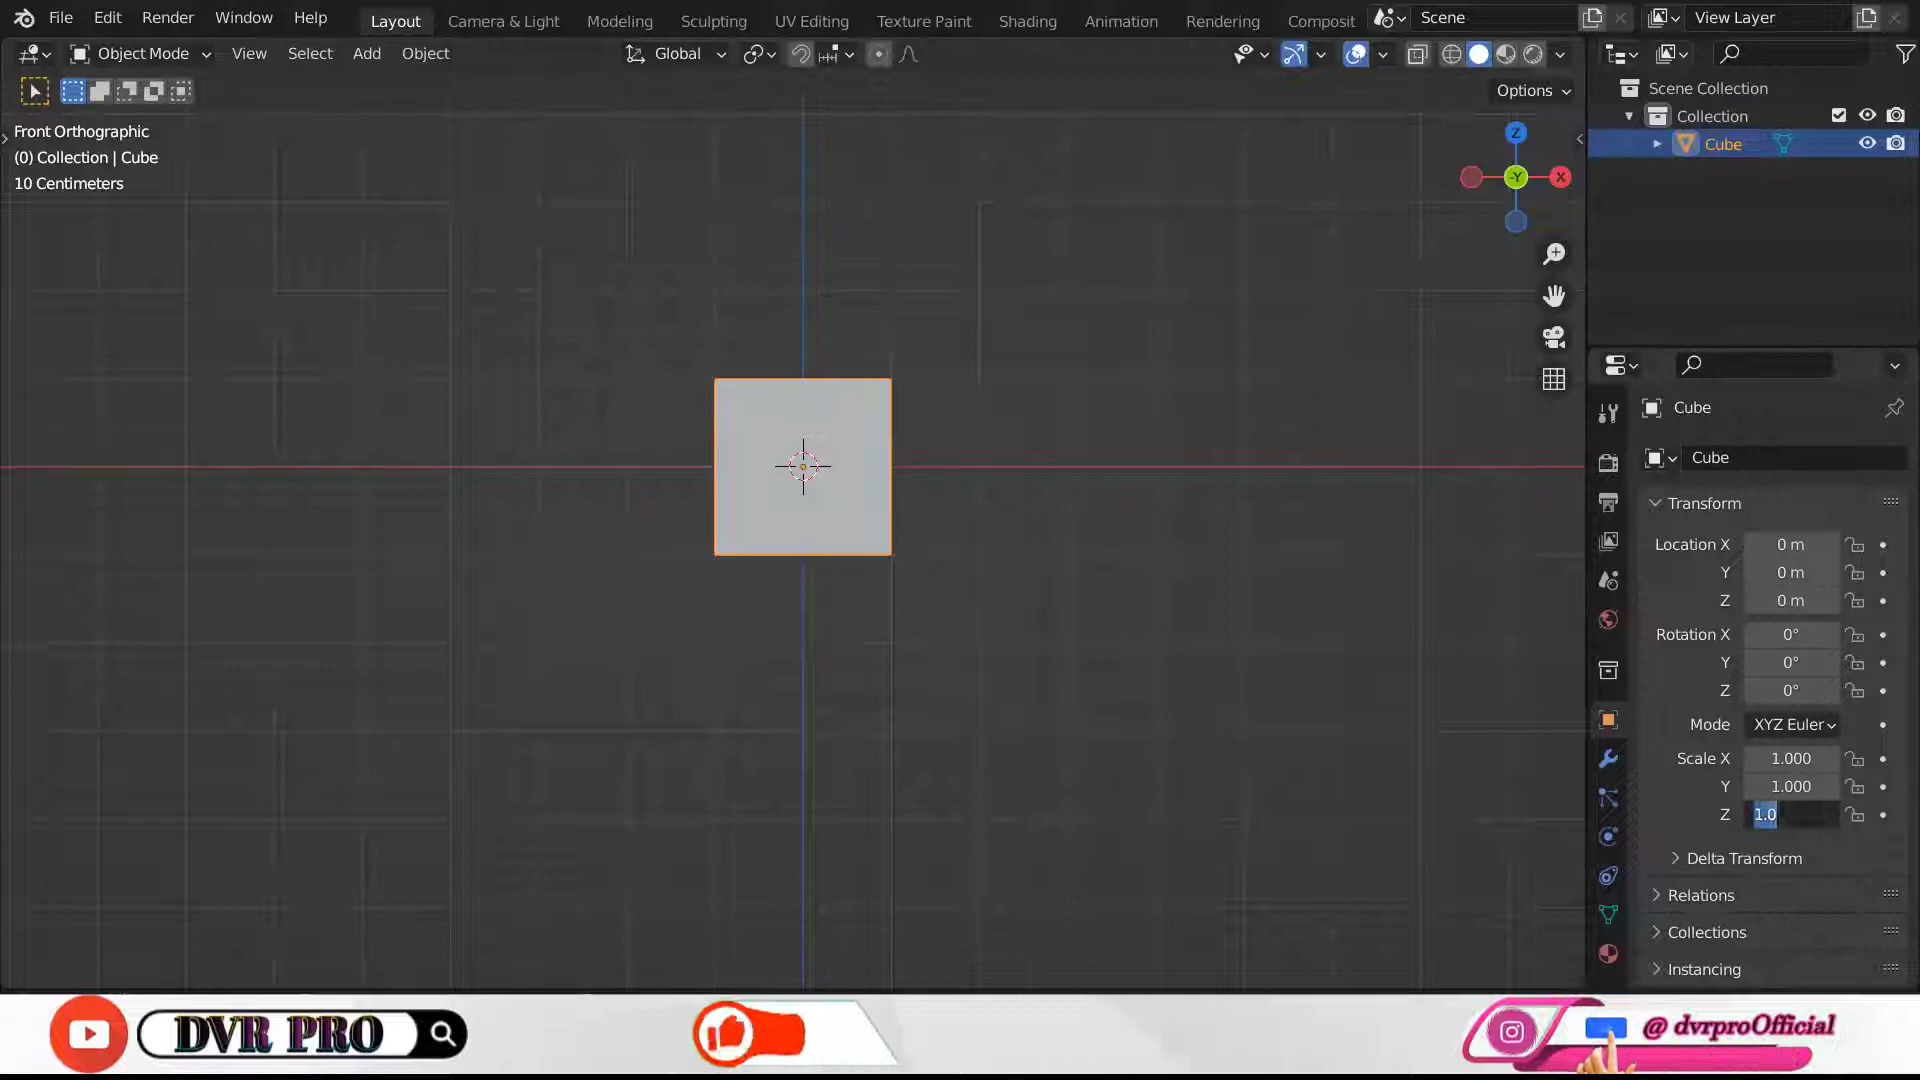 File Edit Render Window Help Layout Camera & Light Modeling Sculpting UV Editing Texture Paint Shading Animation Rendering Composit Scene View Layer
Object Mode View Select Add Object Global
Options
Front Orthographic
(0) Collection | Cube
10 Centimeters
Z
-Y
X
Scene Collection
Collection
Cube
Cube
Cube
Transform
Location X 0 m
Y 0 m
Z 0 m
Rotation X 0°
Y 0°
Z 0°
Mode XYZ Euler
Scale X 1.000
Y 1.000
Z 1.0
Delta Transform
Relations
Collections
Instancing
DVR PRO
@ dvrproOfficial